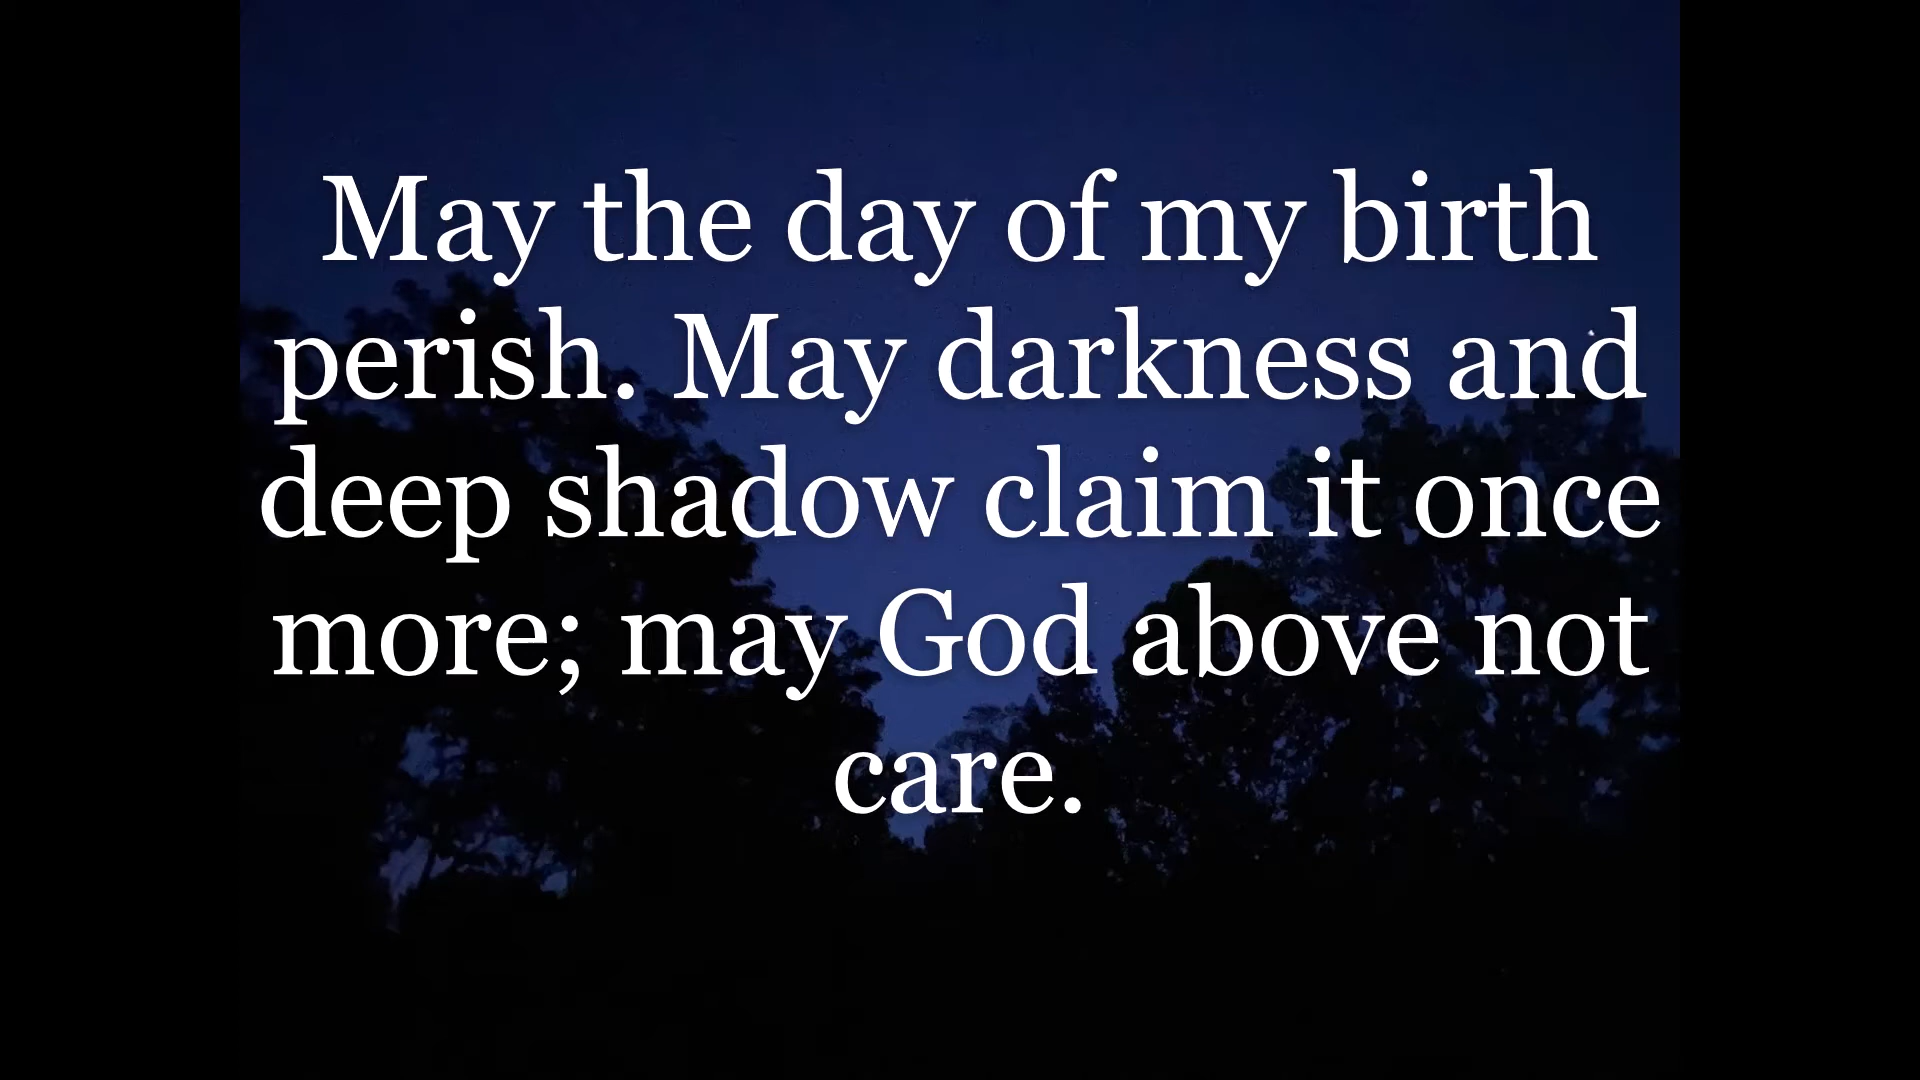 May the day of my birth
perish. May darkness and
deep shadow claim it once
more; may God above not
care.